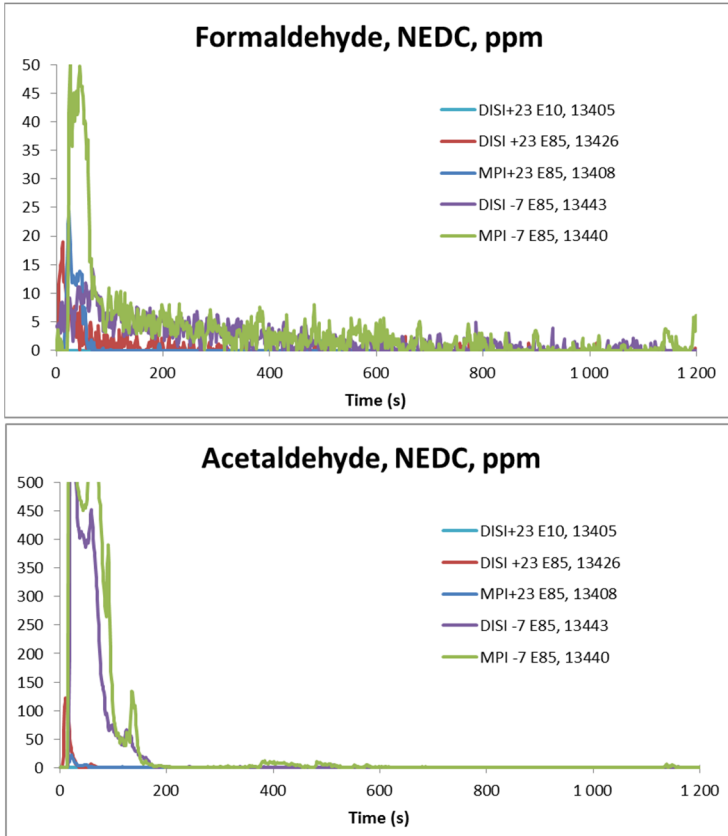 Formaldehyde, NEDC, ppm
50
45
40
35
30
25
20
15
10
5
0
DISI+23 E10, 13405
DISI +23 E85, 13426
MPI+23 E85, 13408
DISI -7 E85, 13443
MPI -7 E85, 13440
0 200 400 600 800 1 000 1 200
Time (s)
Acetaldehyde, NEDC, ppm
500
450
400
350
300
250
200
150
100
50
0
DISI+23 E10, 13405
DISI +23 E85, 13426
MPI+23 E85, 13408
DISI -7 E85, 13443
MPI -7 E85, 13440
0 200 400 600 800 1 000 1 200
Time (s)